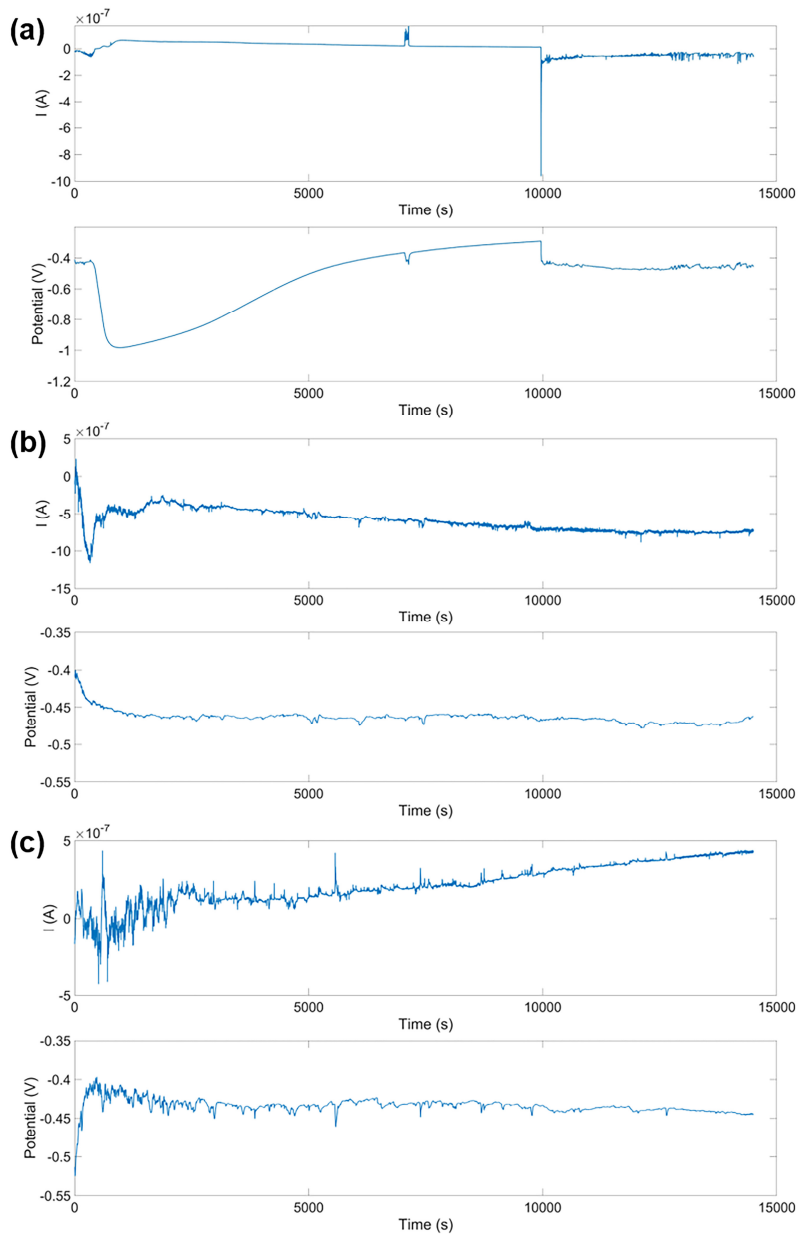 (a)
×10⁻⁷
0
-2
-4
-6
-8
-10
I (A)
0 5000 10000 15000
Time (s)
-0.4
-0.6
-0.8
-1
-1.2
Potential (V)
0 5000 10000 15000
Time (s)
(b)
×10⁻⁷
5
0
-5
-10
-15
I (A)
0 5000 10000 15000
Time (s)
-0.35
-0.4
-0.45
-0.5
-0.55
Potential (V)
0 5000 10000 15000
Time (s)
(c)
×10⁻⁷
5
0
-5
I (A)
0 5000 10000 15000
Time (s)
-0.35
-0.4
-0.45
-0.5
-0.55
Potential (V)
0 5000 10000 15000
Time (s)